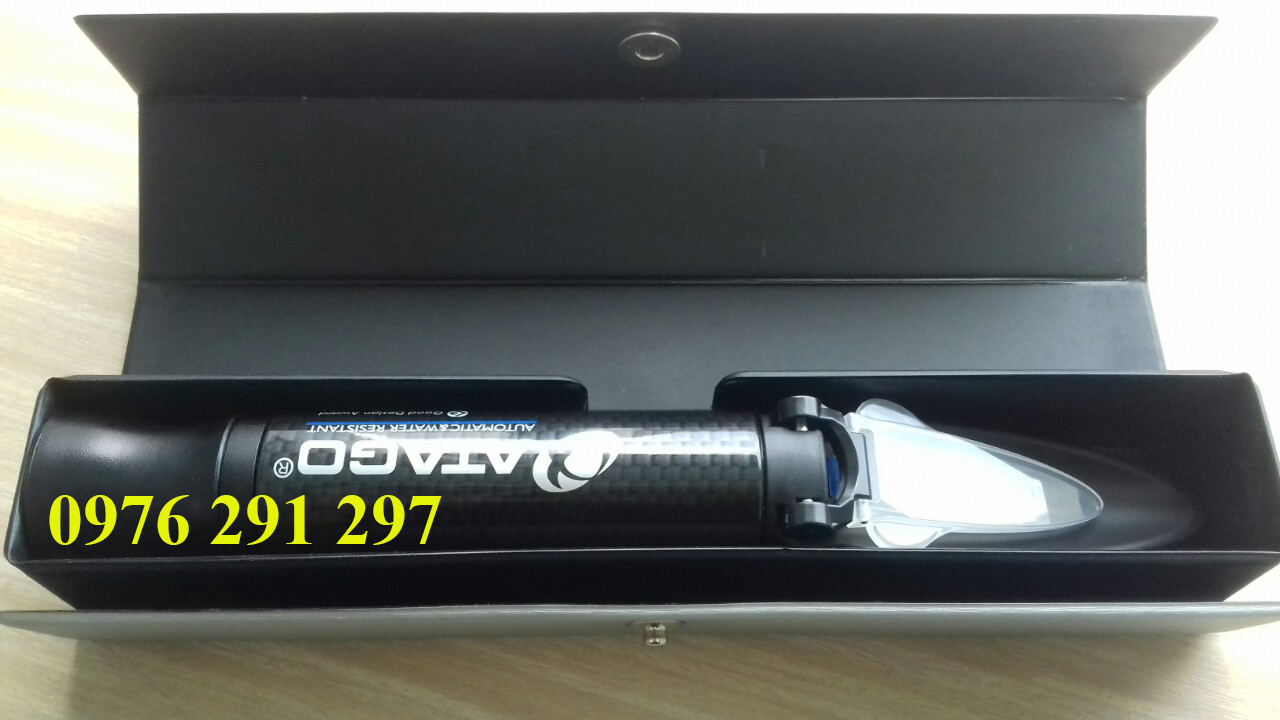 ATAGO®
AUTOMATIC&WATER RESISTANT
Good Design Award
0976 291 297